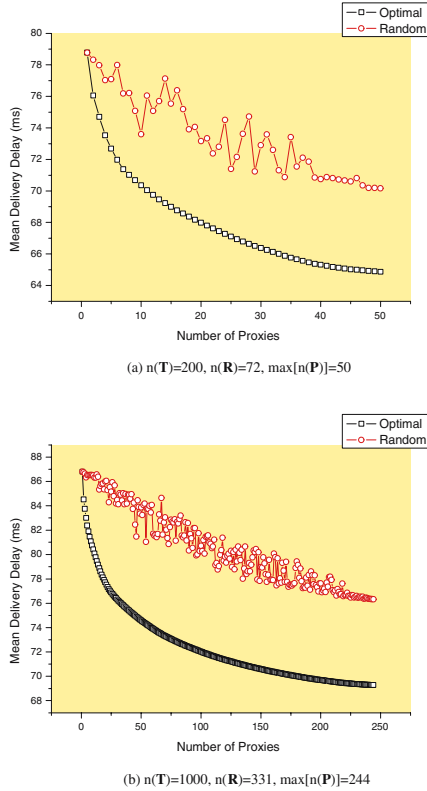 Optimal
Random
80
78
76
74
72
70
68
66
64
Mean Delivery Delay (ms)
0 10 20 30 40 50
Number of Proxies
(a) n(T)=200, n(R)=72, max[n(P)]=50
Optimal
Random
88
86
84
82
80
78
76
74
72
70
68
Mean Delivery Delay (ms)
0 50 100 150 200 250
Number of Proxies
(b) n(T)=1000, n(R)=331, max[n(P)]=244